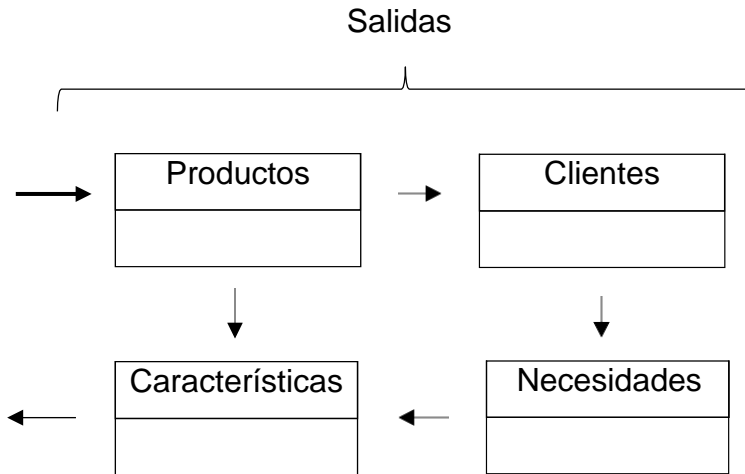 Salidas
Productos
Clientes
Características
Necesidades